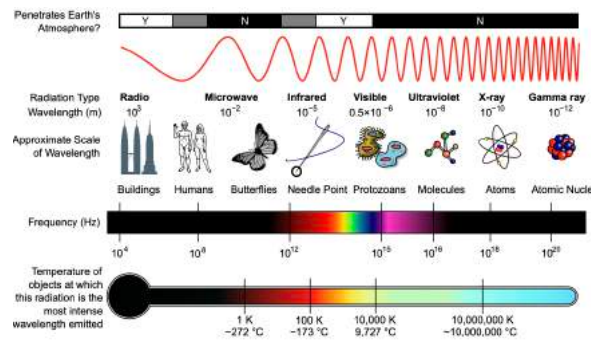 Penetrates Earth's
Atmosphere?
Y N Y N
Radiation Type
Wavelength (m)
Radio Microwave Infrared Visible Ultraviolet X-ray Gamma ray
10³ 10⁻² 10⁻⁵ 0.5×10⁻⁶ 10⁻⁸ 10⁻¹⁰ 10⁻¹²
Approximate Scale
of Wavelength
Buildings Humans Butterflies Needle Point Protozoans Molecules Atoms Atomic Nucle
Frequency (Hz)
10⁴ 10⁸ 10¹² 10¹⁵ 10¹⁶ 10¹⁸ 10²⁰
Temperature of
objects at which
this radiation is the
most intense
wavelength emitted
1 K 100 K 10,000 K 10,000,000 K
−272 °C −173 °C 9,727 °C ~10,000,000 °C